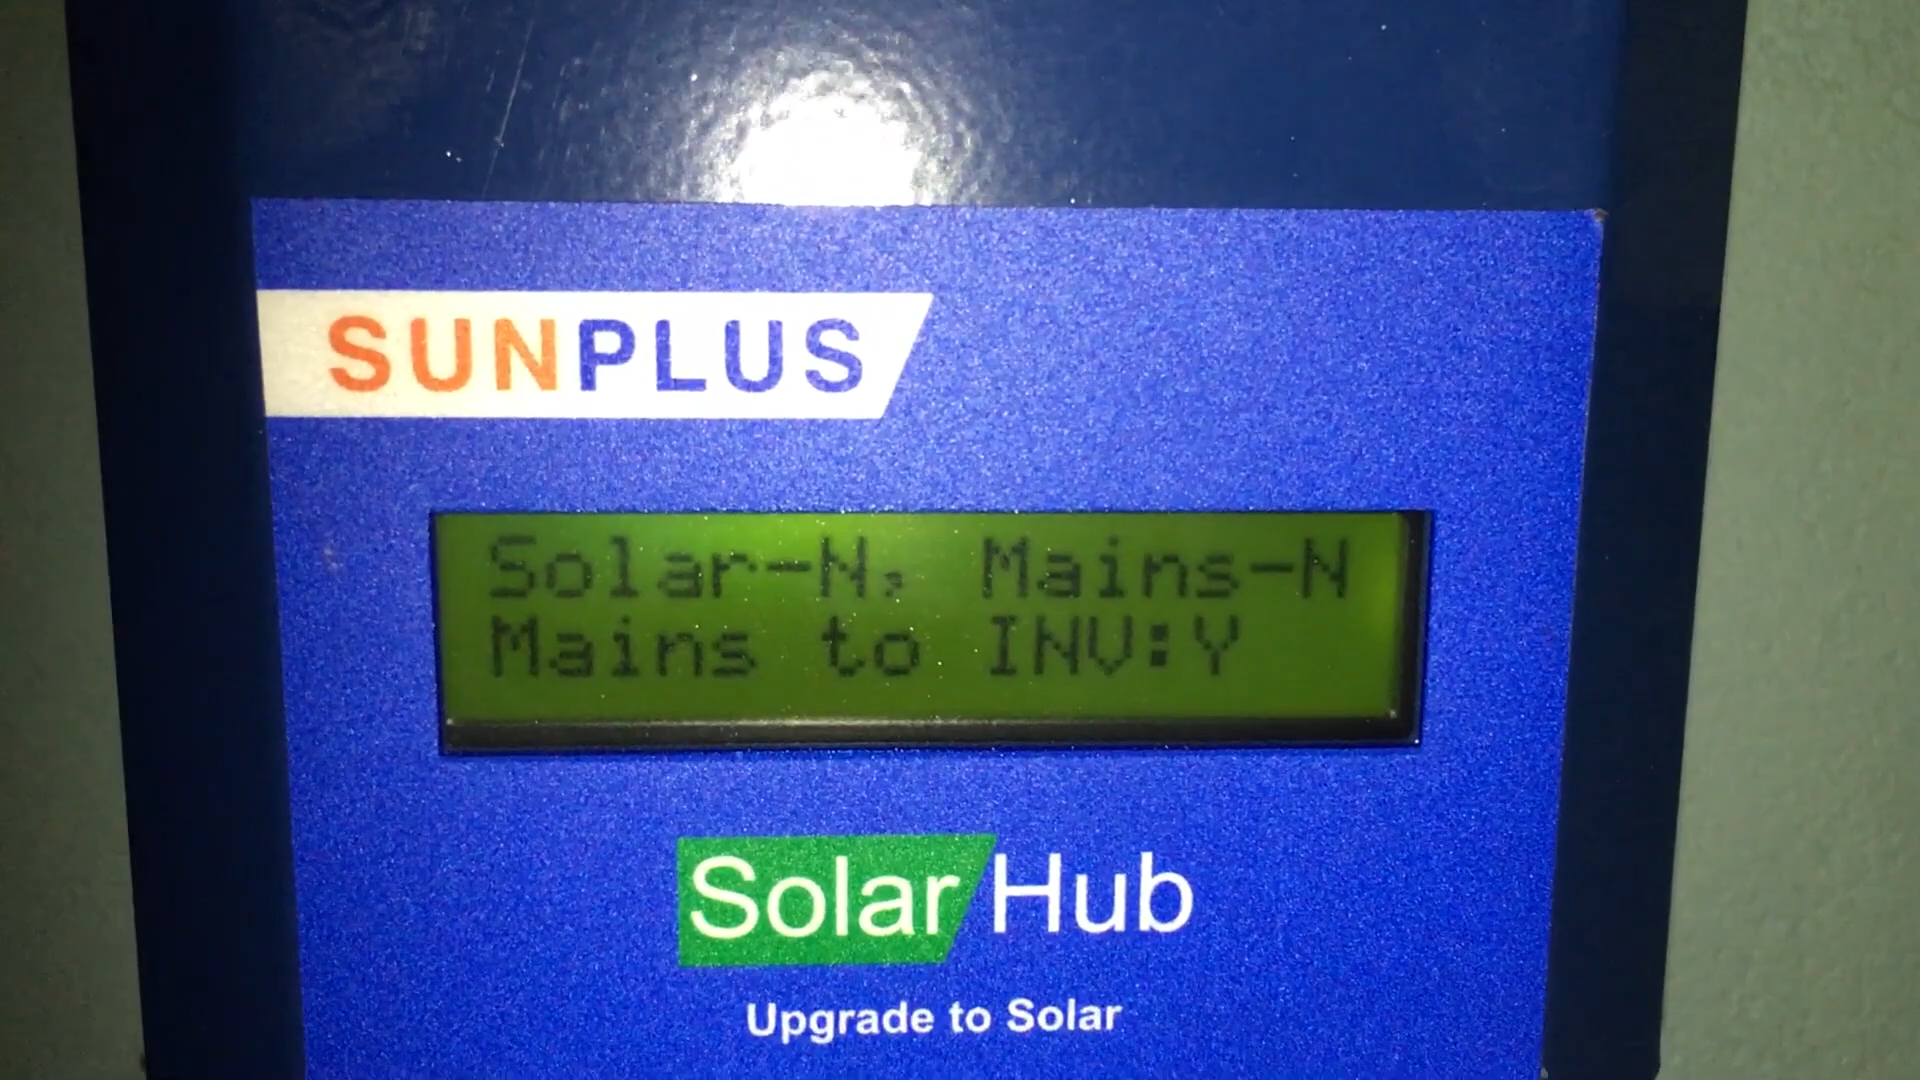 SUNPLUS
Solar-N, Mains-N
Mains to INV:Y
Solar Hub
Upgrade to Solar